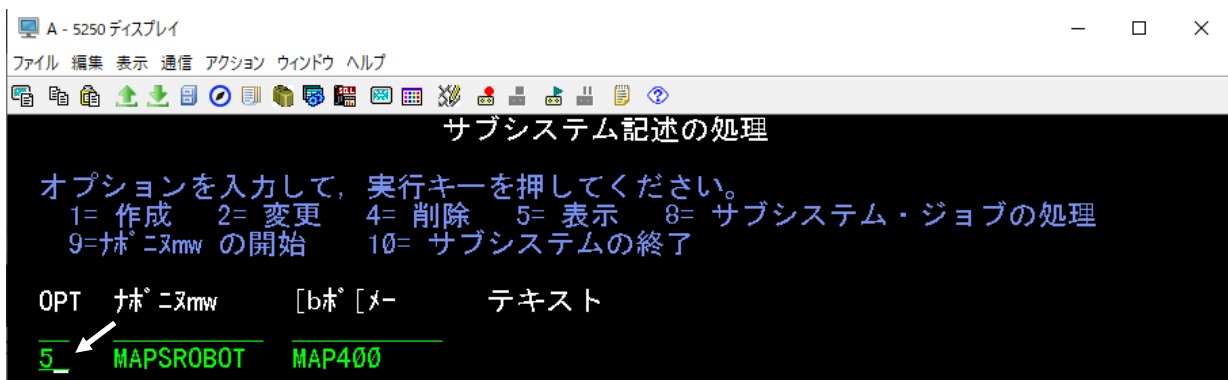 A - 5250 ディスプレイ
ファイル 編集 表示 通信 アクション ウィンドウ ヘルプ
サブシステム記述の処理
オプションを入力して, 実行キーを押してください。
1= 作成 2= 変更 4= 削除 5= 表示 8= サブシステム・ジョブの処理
9=ﾅﾎﾞﾆﾇmw の開始 10= サブシステムの終了
OPT ﾅﾎﾞﾆﾇmw [bﾎﾞ[ﾒｰ テキスト
5_ MAPSROBOT MAP400